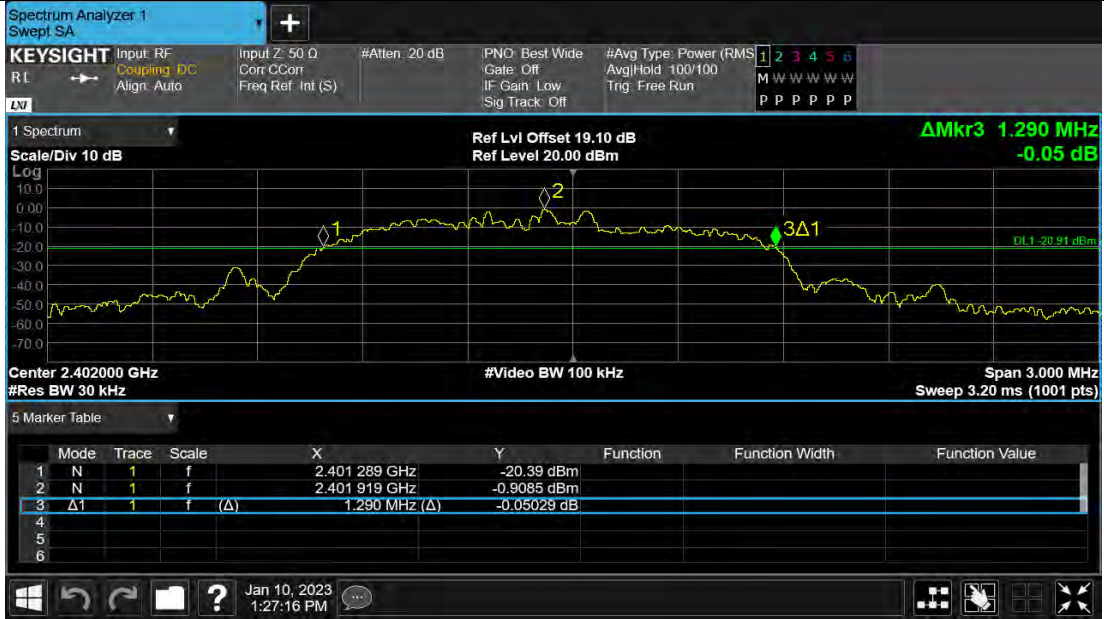 Spectrum Analyzer 1
Swept SA
KEYSIGHT Input: RF Input Z: 50 Ω #Atten: 20 dB PNO: Best Wide #Avg Type: Power (RMS 1 2 3 4 5 6
RL Coupling: DC Corr CCorr Gate: Off Avg|Hold: 100/100 M W W W W W
Align: Auto Freq Ref: Int (S) IF Gain: Low Trig: Free Run
LXI Sig Track: Off P P P P P P
1 Spectrum Ref Lvl Offset 19.10 dB ΔMkr3 1.290 MHz
Scale/Div 10 dB Ref Level 20.00 dBm -0.05 dB
Log
10.0
0.00
-10.0
-20.0
-30.0
-40.0
-50.0
-60.0
-70.0
1
2
3Δ1
DL1 -20.91 dBm
Center 2.402000 GHz #Video BW 100 kHz Span 3.000 MHz
#Res BW 30 kHz Sweep 3.20 ms (1001 pts)
5 Marker Table
Mode Trace Scale X Y Function Function Width Function Value
1 N 1 f 2.401 289 GHz -20.39 dBm
2 N 1 f 2.401 919 GHz -0.9085 dBm
3 Δ1 1 f (Δ) 1.290 MHz (Δ) -0.05029 dB
4
5
6
? Jan 10, 2023
1:27:16 PM